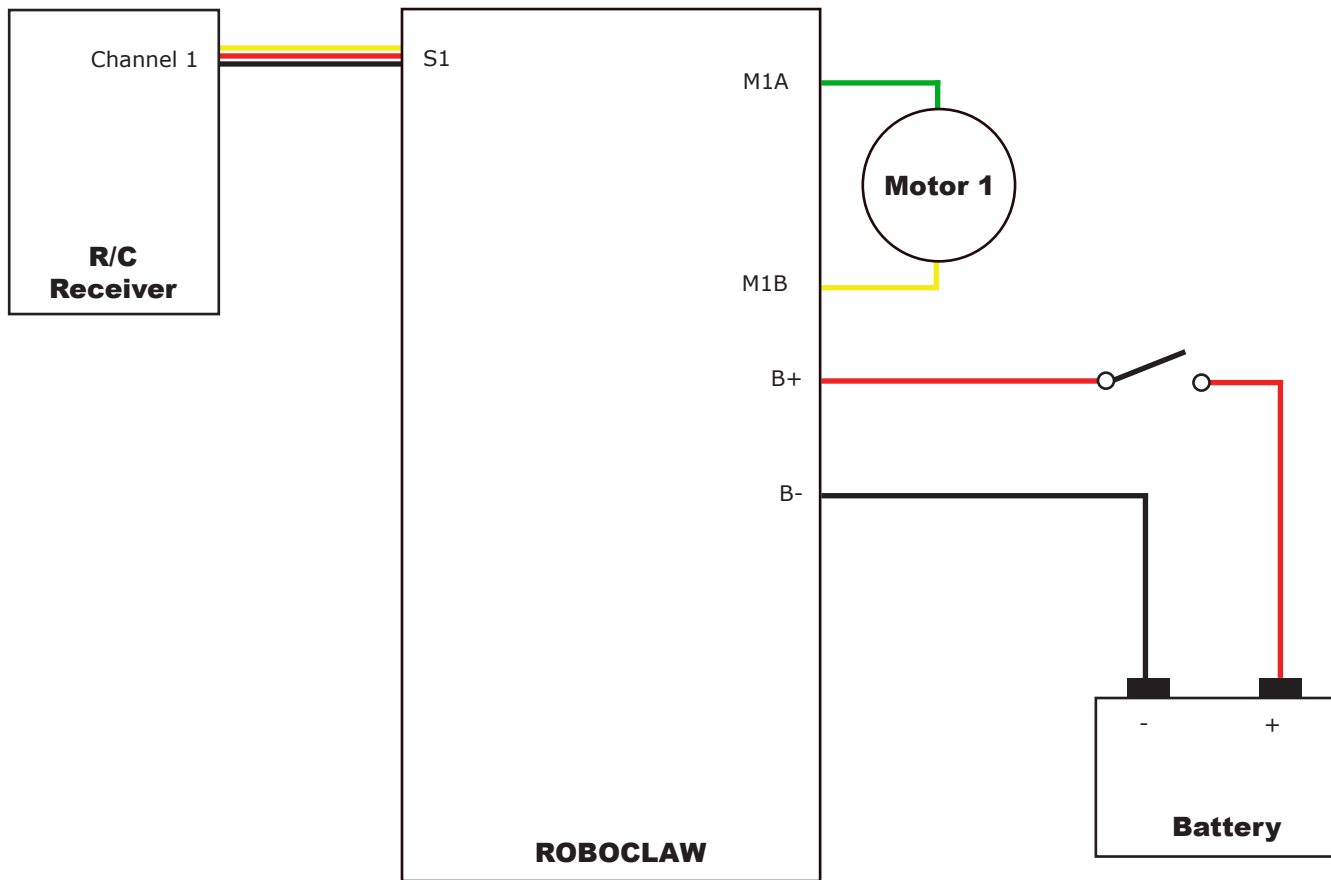 Channel 1
R/C
Receiver
S1
M1A
M1B
B+
B-
ROBOCLAW
Motor 1
- +
Battery